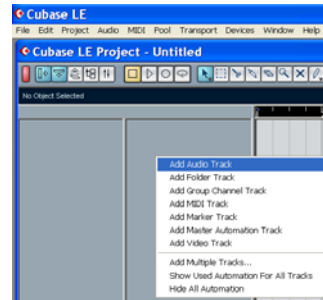 Cubase LE
File Edit Project Audio MIDI Pool Transport Devices Window Help
Cubase LE Project - Untitled
No Object Selected
Add Audio Track
Add Folder Track
Add Group Channel Track
Add MIDI Track
Add Marker Track
Add Master Automation Track
Add Video Track
Add Multiple Tracks...
Show Used Automation For All Tracks
Hide All Automation